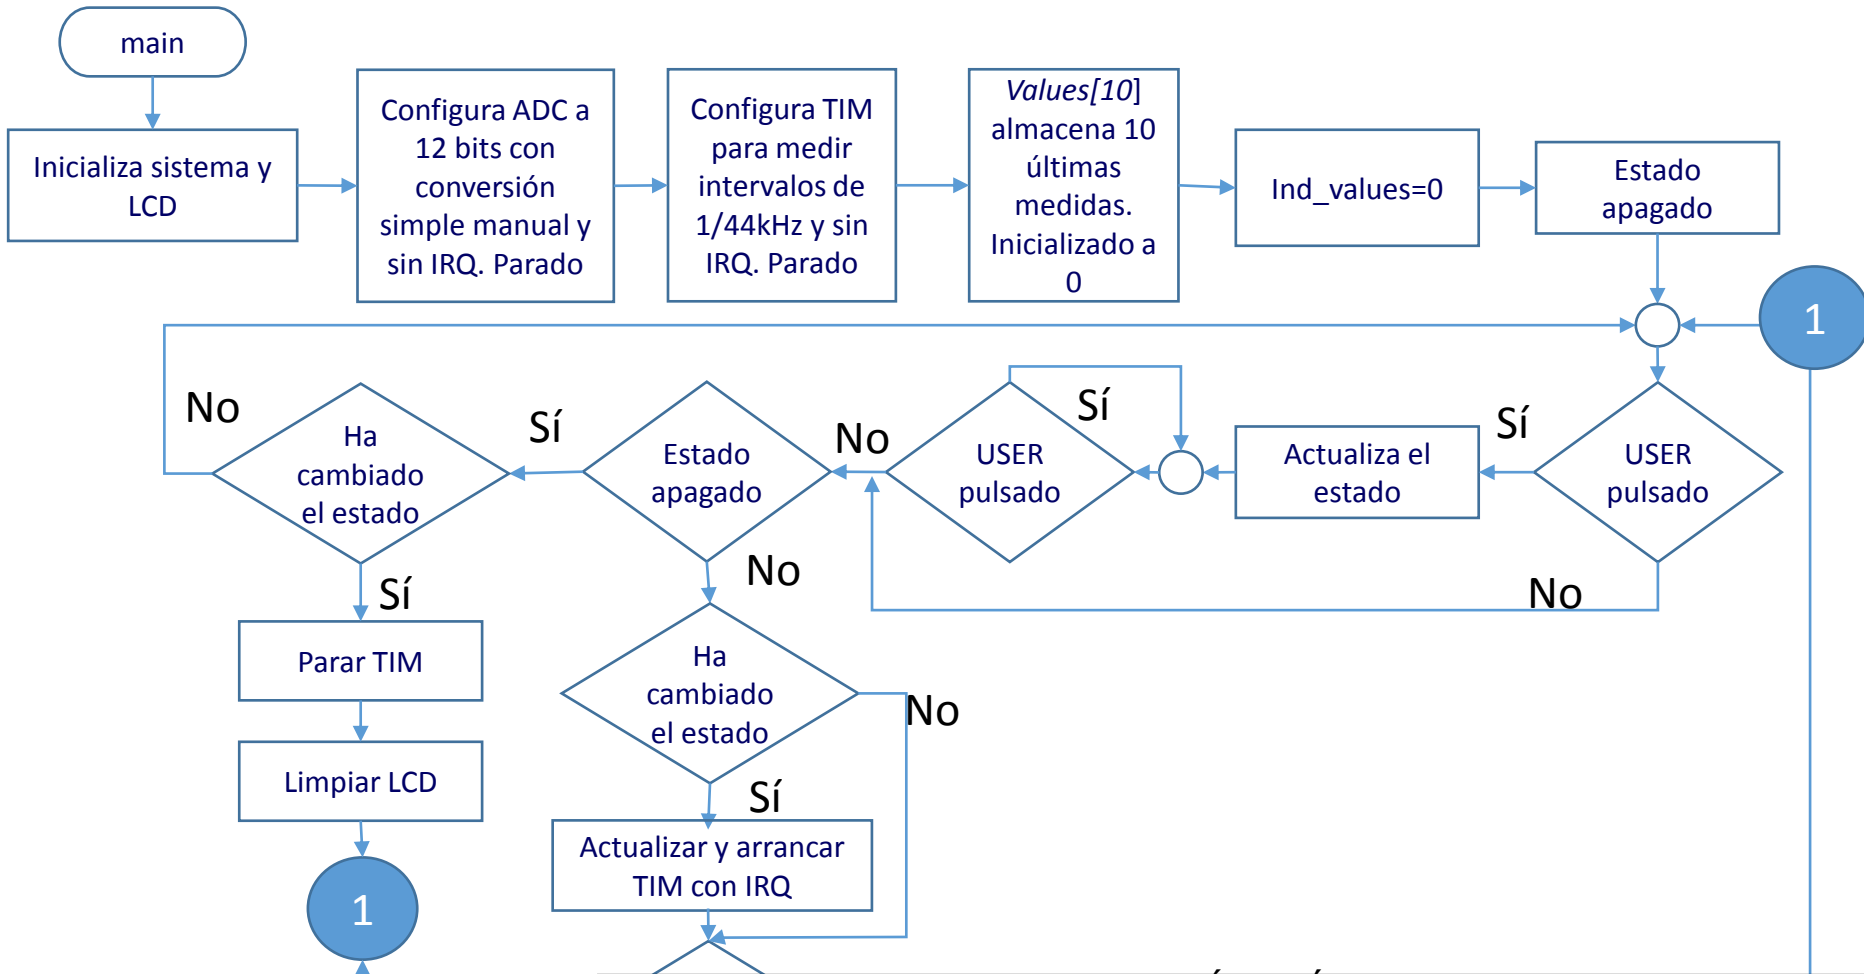 main
Inicializa sistema y
LCD
Configura ADC a
12 bits con
conversión
simple manual y
sin IRQ. Parado
Configura TIM
para medir
intervalos de
1/44kHz y sin
IRQ. Parado
Values[10]
almacena 10
últimas
medidas.
Inicializado a
0
Ind_values=0
Estado
apagado
1
USER
pulsado
Sí
No
Actualiza el
estado
USER
pulsado
Sí
No
Estado
apagado
Sí
No
Ha
cambiado
el estado
No
Sí
Parar TIM
Limpiar LCD
1
Ha
cambiado
el estado
No
Sí
Actualizar y arrancar
TIM con IRQ